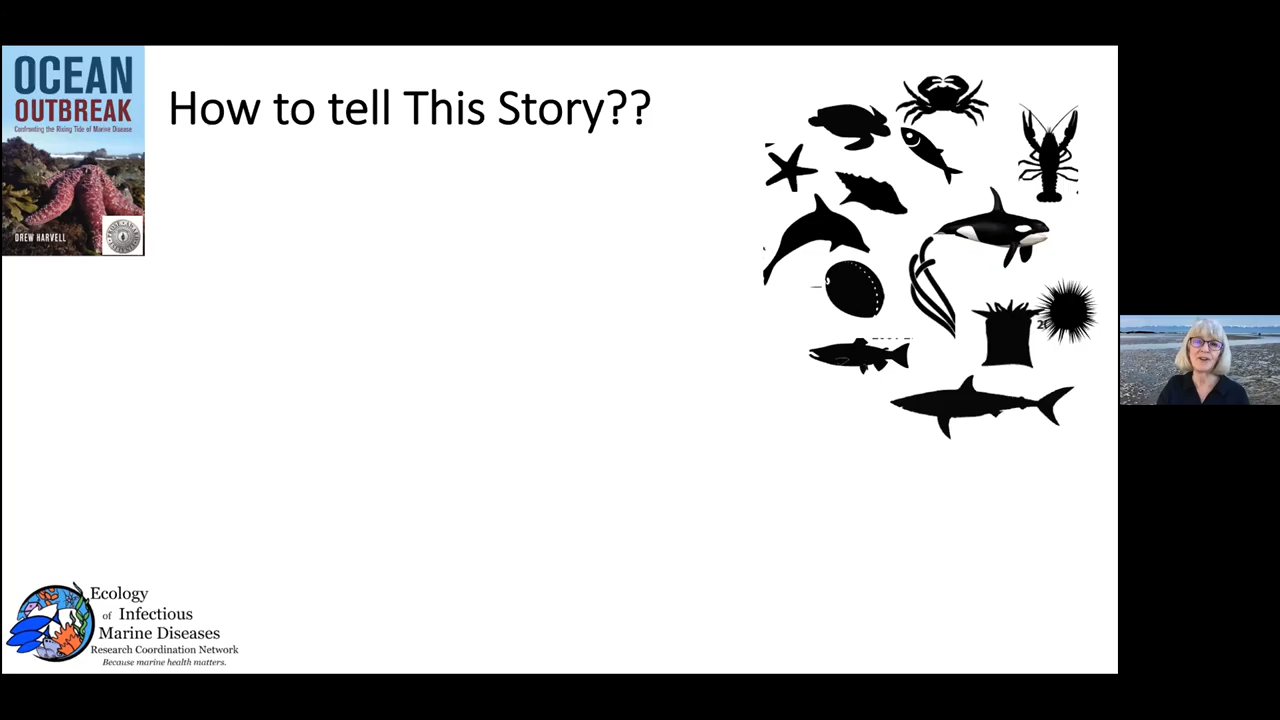 OCEAN
OUTBREAK
Confronting the Rising Tide of Marine Disease
DREW HARVELL
How to tell This Story??
Ecology
of Infectious
Marine Diseases
Research Coordination Network
Because marine health matters.